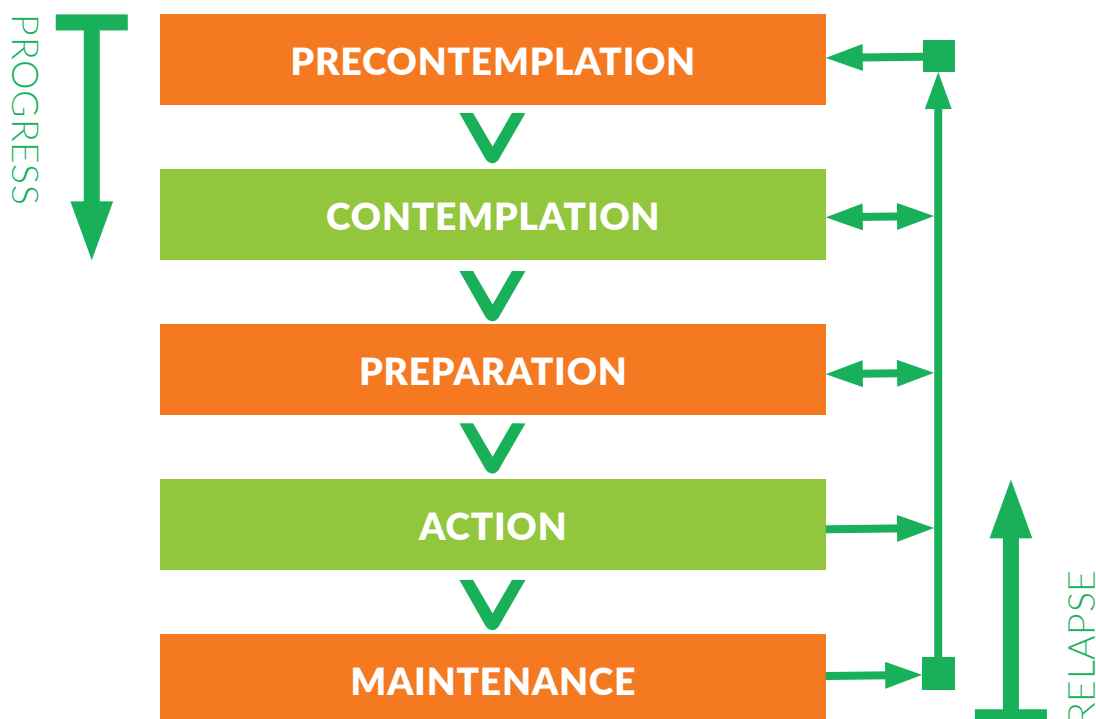 PROGRESS
PRECONTEMPLATION
CONTEMPLATION
PREPARATION
ACTION
MAINTENANCE
RELAPSE